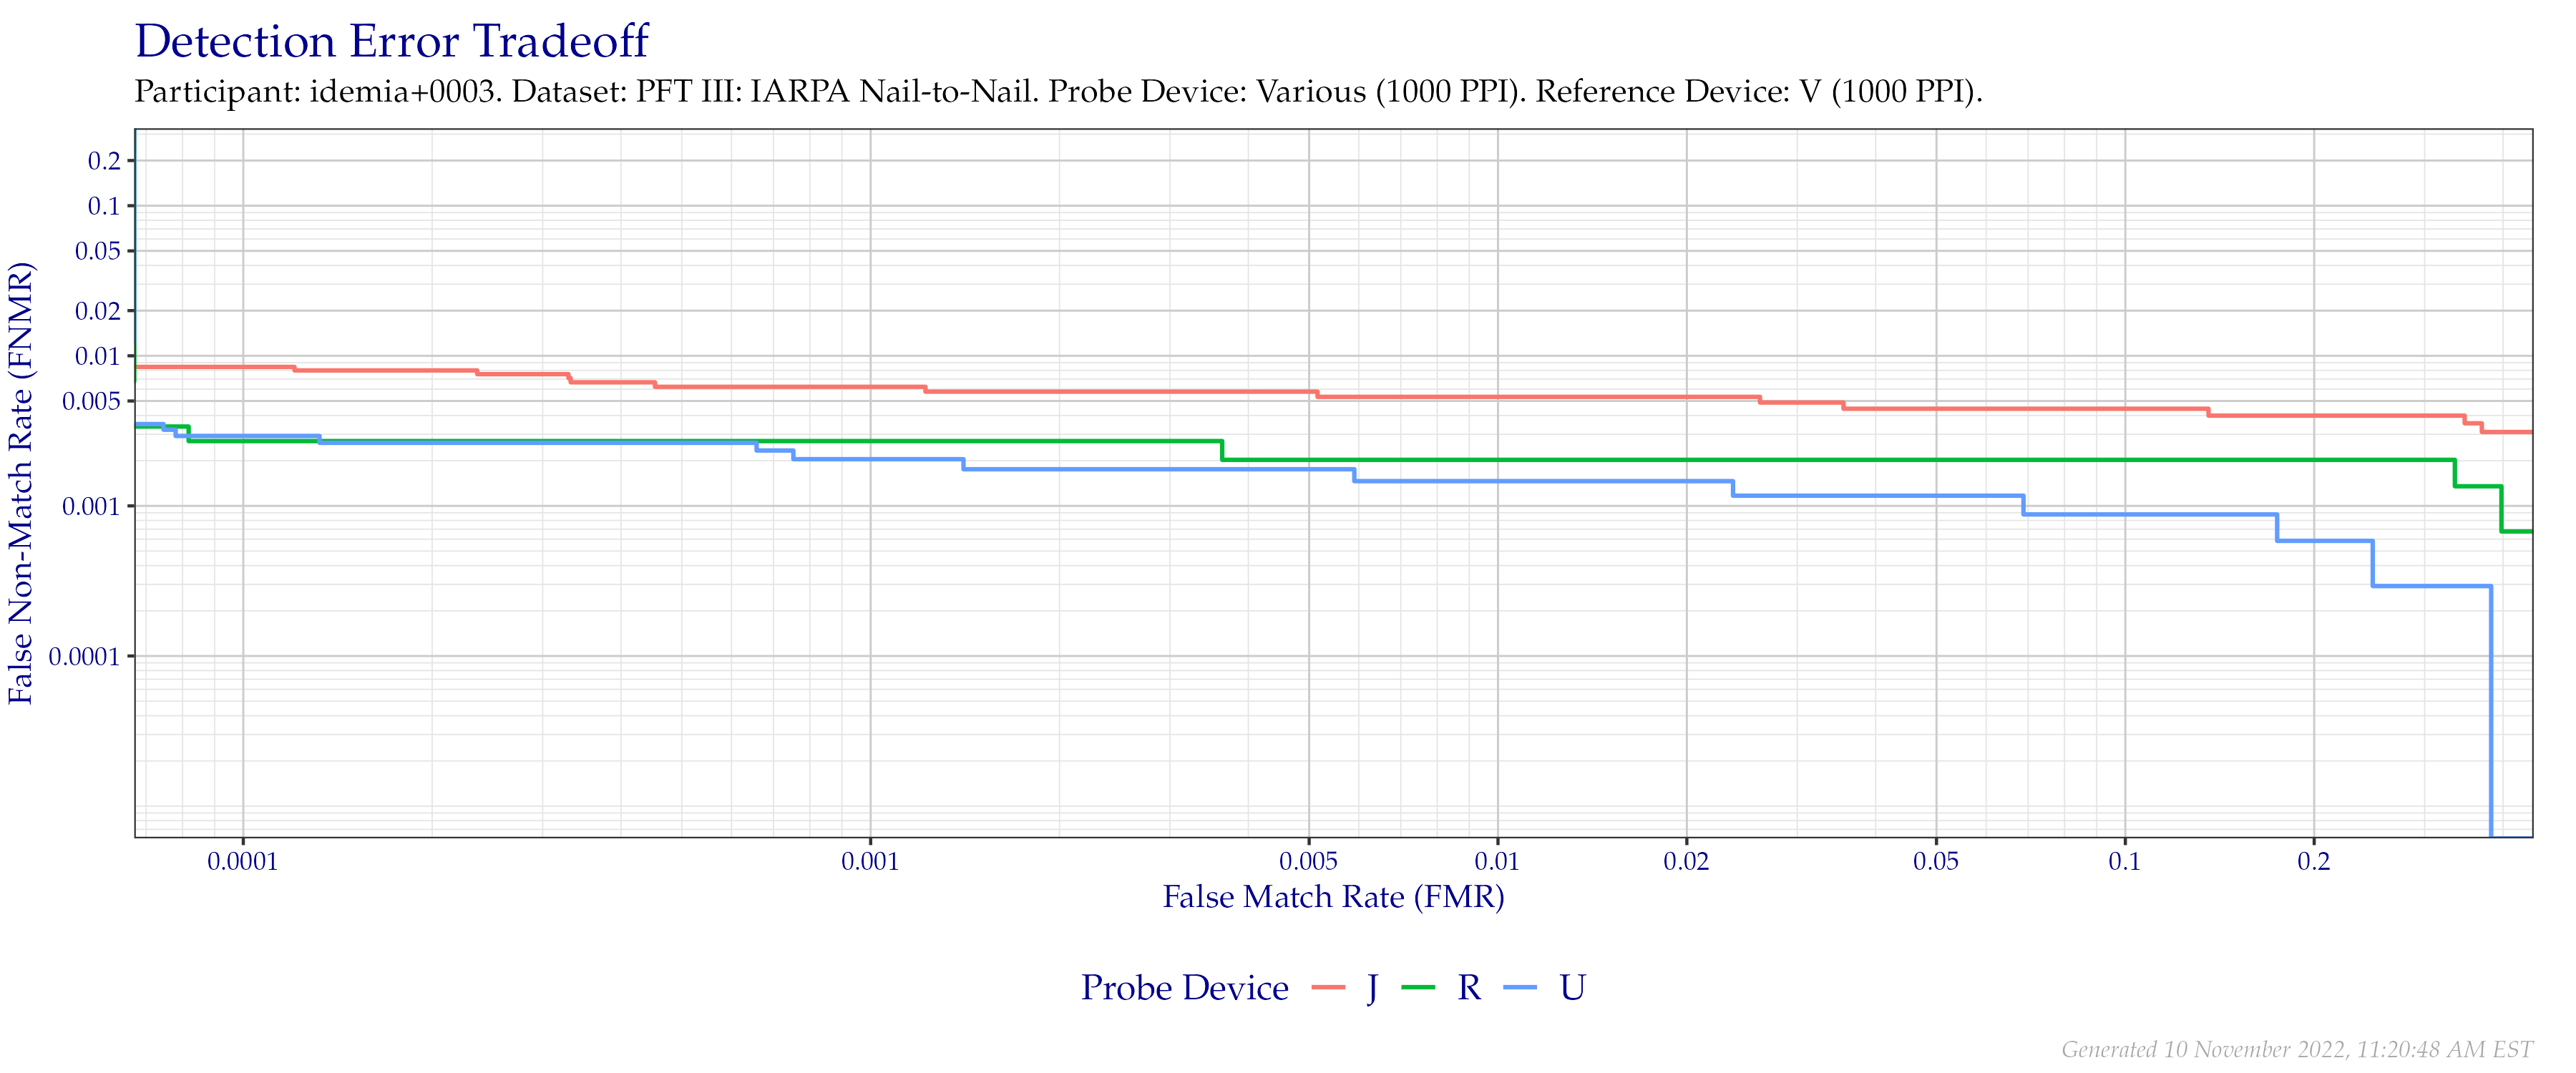 Detection Error Tradeoff
Participant: idemia+0003. Dataset: PFT III: IARPA Nail-to-Nail. Probe Device: Various (1000 PPI). Reference Device: V (1000 PPI).
False Non-Match Rate (FNMR)
0.2
0.1
0.05
0.02
0.01
0.005
0.001
0.0001
0.0001 0.001 0.005 0.01 0.02 0.05 0.1 0.2
False Match Rate (FMR)
Probe Device J R U
Generated 10 November 2022, 11:20:48 AM EST